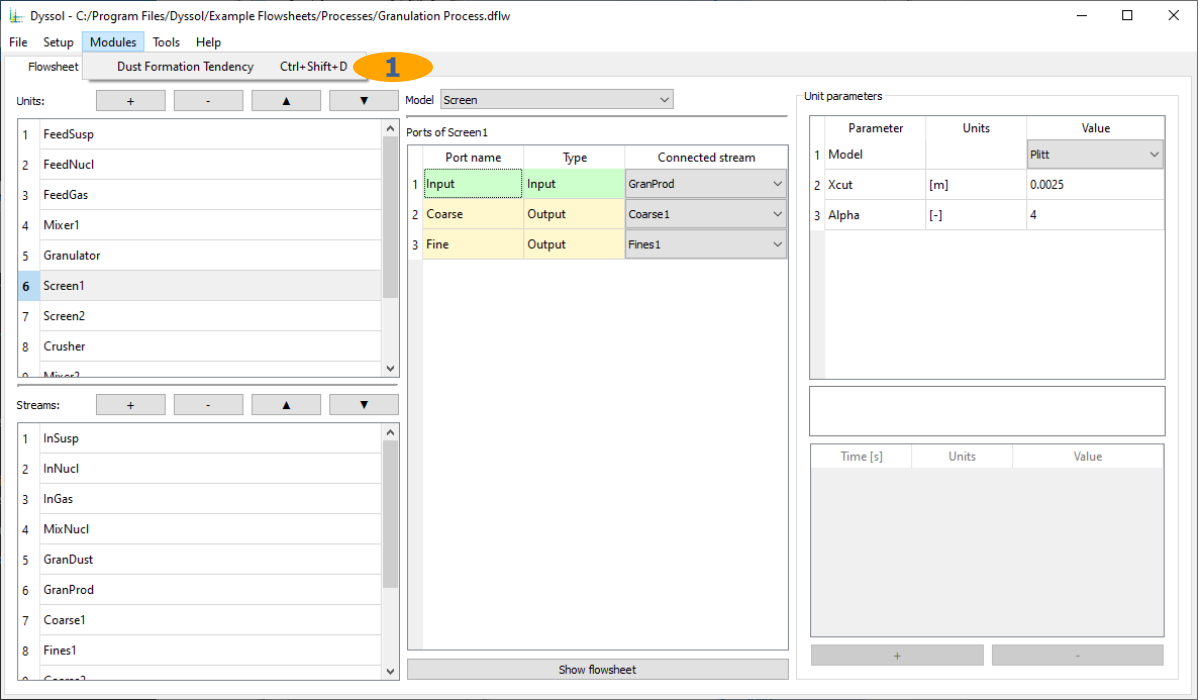 Dyssol - C:/Program Files/Dyssol/Example Flowsheets/Processes/Granulation Process.dflw
File Setup Modules Tools Help
Flowsheet Dust Formation Tendency Ctrl+Shift+D 1
Units: + - ▲ ▼
1 FeedSusp
2 FeedNucl
3 FeedGas
4 Mixer1
5 Granulator
6 Screen1
7 Screen2
8 Crusher
Streams: + - ▲ ▼
1 InSusp
2 InNucl
3 InGas
4 MixNucl
5 GranDust
6 GranProd
7 Coarse1
8 Fines1
Model Screen
Ports of Screen1
Port name Type Connected stream
1 Input Input GranProd
2 Coarse Output Coarse1
3 Fine Output Fines1
Show flowsheet
Unit parameters
Parameter Units Value
1 Model Plitt
2 Xcut [m] 0.0025
3 Alpha [-] 4
Time [s] Units Value
+ -